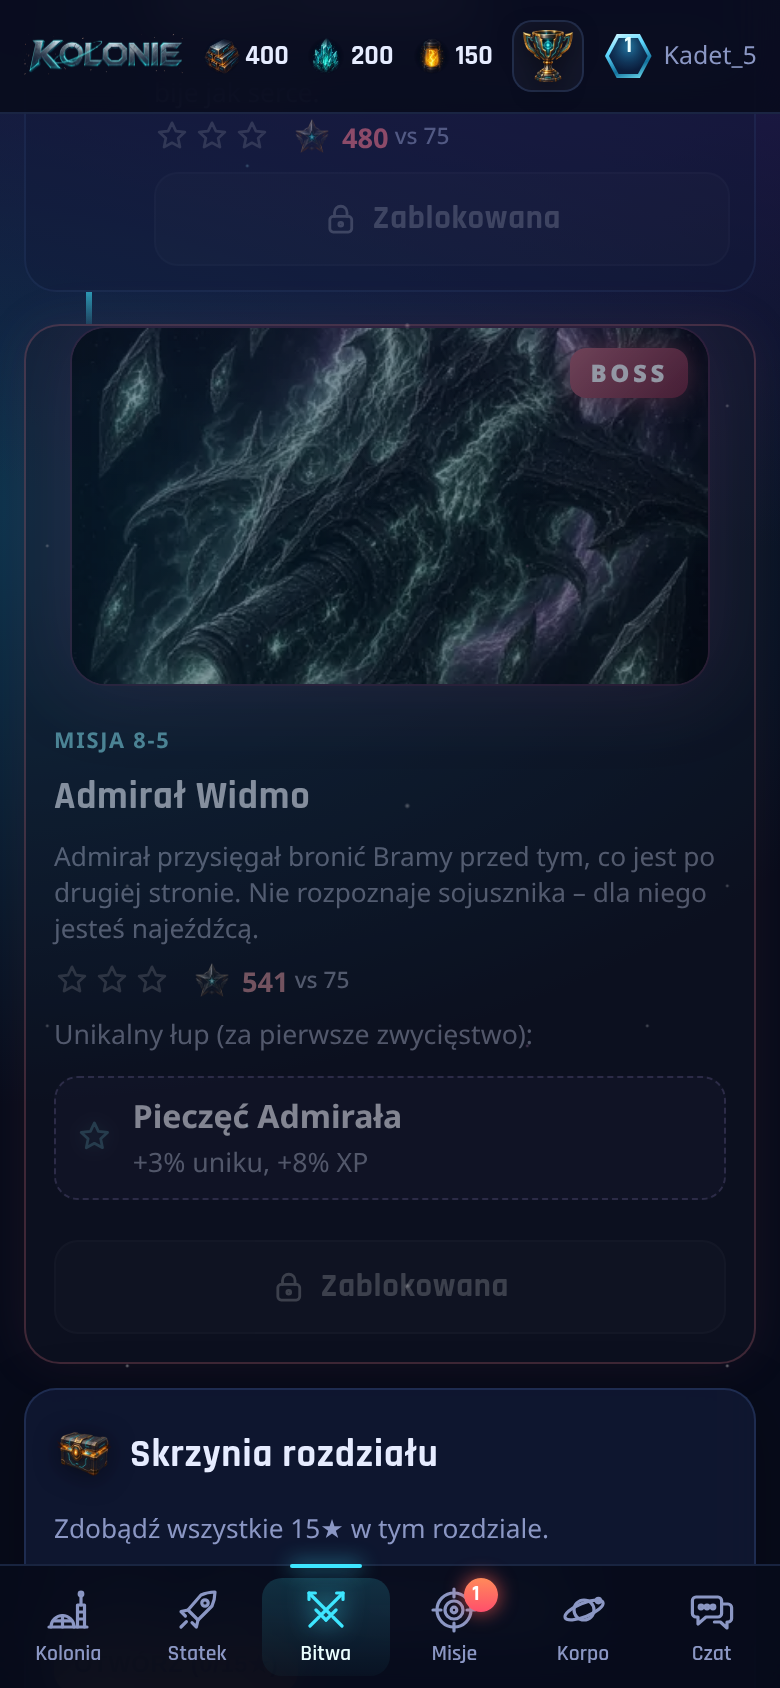 KOLONIE 400 200 150 1 Kadet_5
480 vs 75
Zablokowana
BOSS
MISJA 8-5
Admirał Widmo
Admirał przysięgał bronić Bramy przed tym, co jest po
drugiej stronie. Nie rozpoznaje sojusznika – dla niego
jesteś najeźdźcą.
541 vs 75
Unikalny łup (za pierwsze zwycięstwo):
Pieczęć Admirała
+3% uniku, +8% XP
Zablokowana
Skrzynia rozdziału
Zdobądź wszystkie 15★ w tym rozdziale.
1
Kolonia Statek Bitwa Misje Korpo Czat